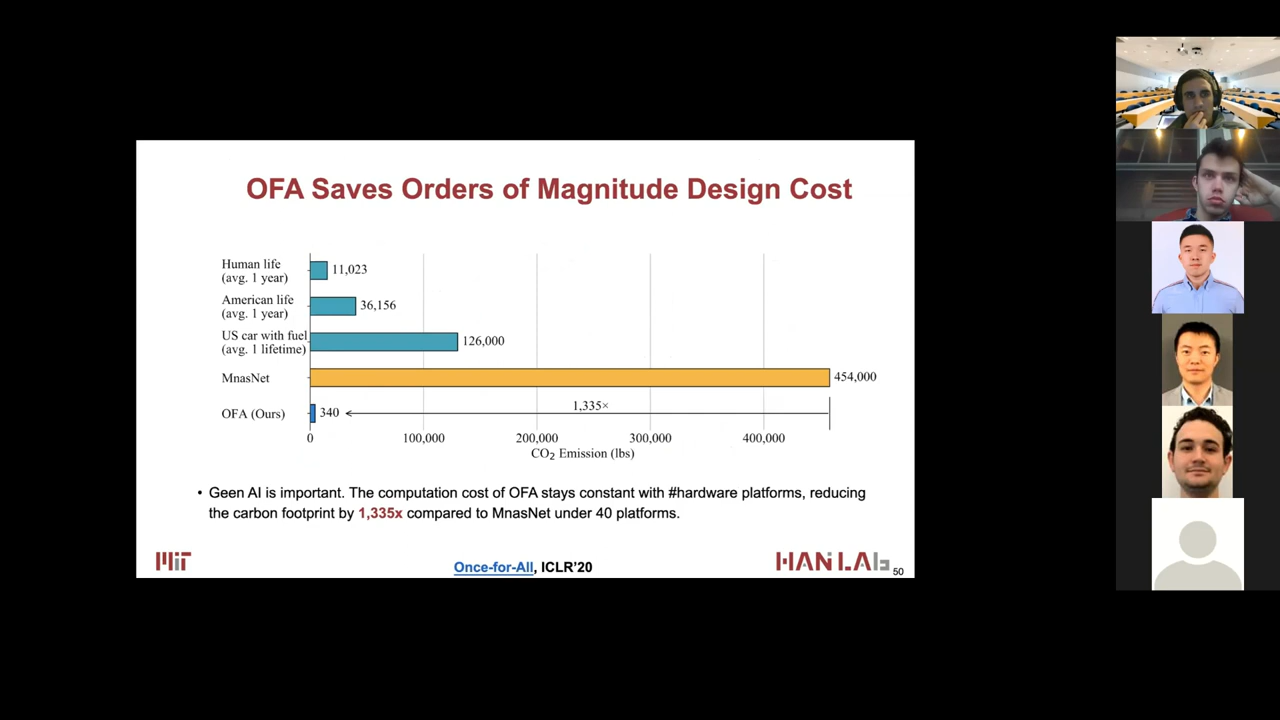 OFA Saves Orders of Magnitude Design Cost
Human life
(avg. 1 year)
11,023
American life
(avg. 1 year)
36,156
US car with fuel
(avg. 1 lifetime)
126,000
MnasNet
454,000
OFA (Ours)
340
1,335×
0 100,000 200,000 300,000 400,000
CO₂ Emission (lbs)
• Geen AI is important. The computation cost of OFA stays constant with #hardware platforms, reducing
the carbon footprint by 1,335x compared to MnasNet under 40 platforms.
MIT
Once-for-All, ICLR'20
HAN LAb
50